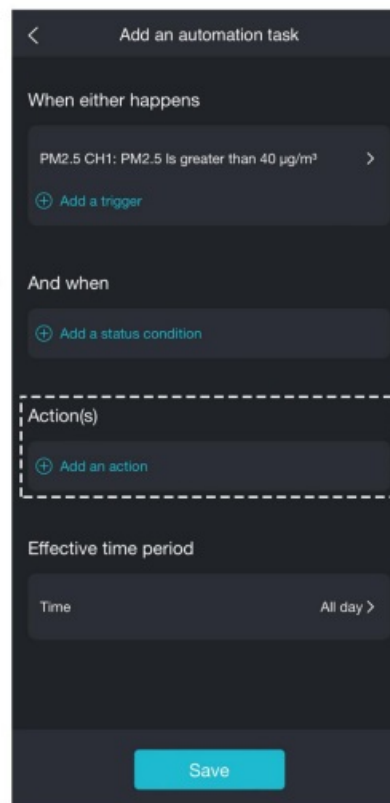 Add an automation task
When either happens
PM2.5 CH1: PM2.5 Is greater than 40 µg/m³
Add a trigger
And when
Add a status condition
Action(s)
Add an action
Effective time period
Time All day
Save